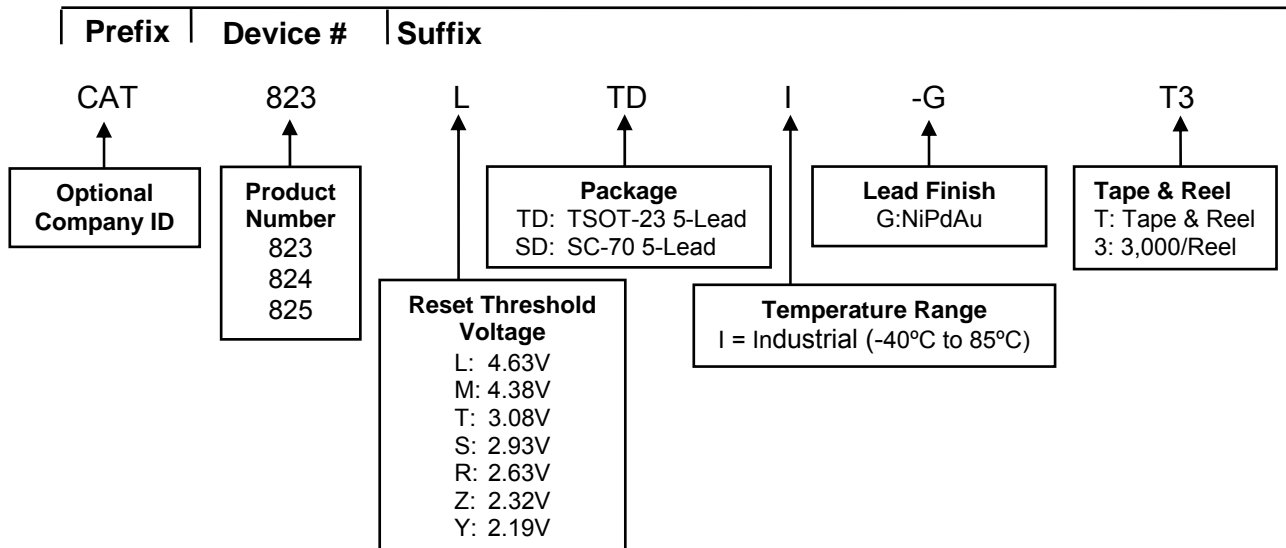 Prefix Device # Suffix
CAT 823 L TD I -G T3
Optional
Company ID
Product
Number
823
824
825
Reset Threshold
Voltage
L: 4.63V
M: 4.38V
T: 3.08V
S: 2.93V
R: 2.63V
Z: 2.32V
Y: 2.19V
Package
TD: TSOT-23 5-Lead
SD: SC-70 5-Lead
Temperature Range
I = Industrial (-40ºC to 85ºC)
Lead Finish
G:NiPdAu
Tape & Reel
T: Tape & Reel
3: 3,000/Reel